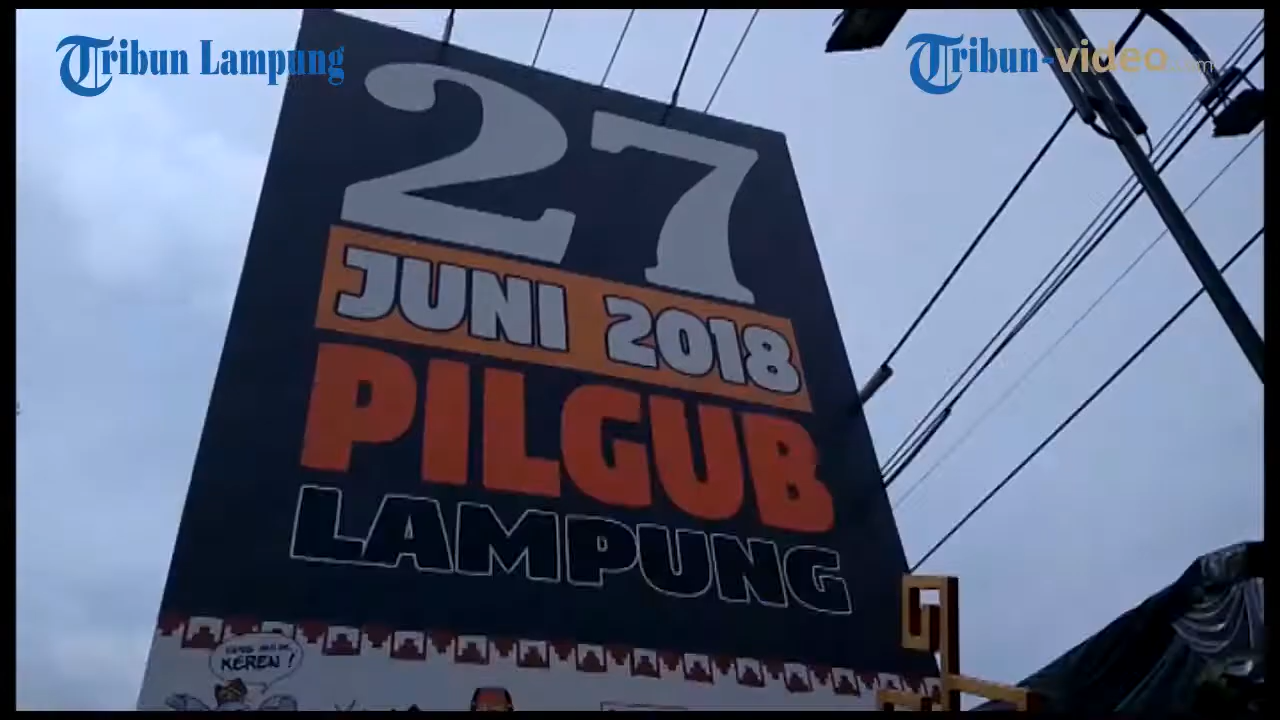 Tribun Lampung
Tribun-video.com
27
JUNI 2018
PILGUB
LAMPUNG
KEREN !